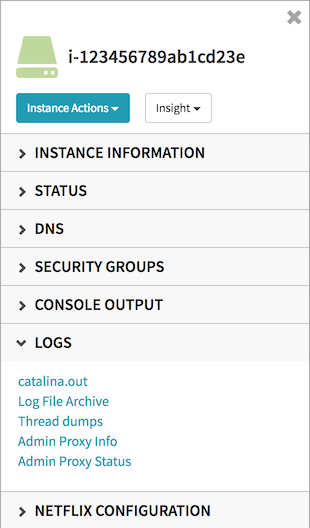 i-123456789ab1cd23e
Instance Actions Insight
INSTANCE INFORMATION
STATUS
DNS
SECURITY GROUPS
CONSOLE OUTPUT
LOGS
catalina.out
Log File Archive
Thread dumps
Admin Proxy Info
Admin Proxy Status
NETFLIX CONFIGURATION